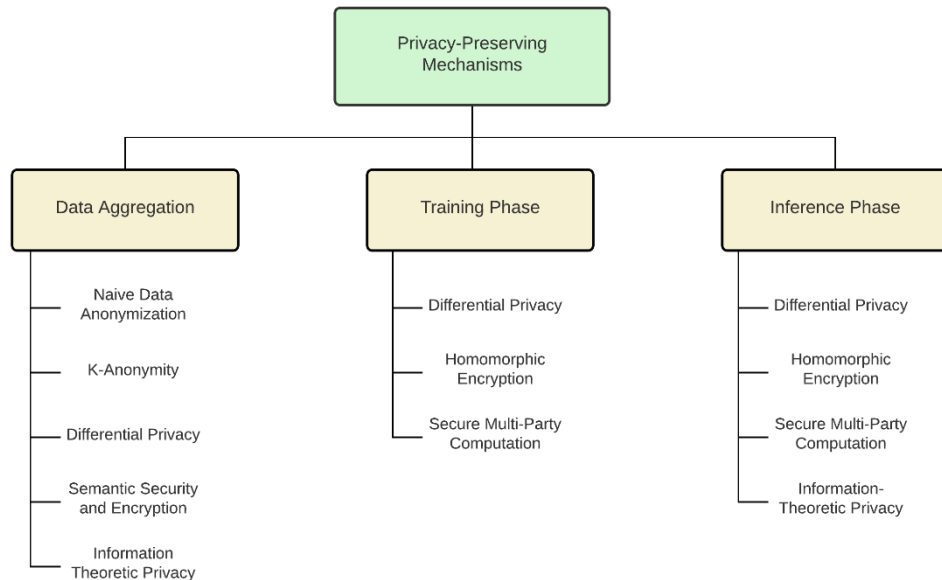 Privacy-Preserving
Mechanisms
Data Aggregation
Training Phase
Inference Phase
Naive Data
Anonymization
K-Anonymity
Differential Privacy
Semantic Security
and Encryption
Information
Theoretic Privacy
Differential Privacy
Homomorphic
Encryption
Secure Multi-Party
Computation
Differential Privacy
Homomorphic
Encryption
Secure Multi-Party
Computation
Information-
Theoretic Privacy